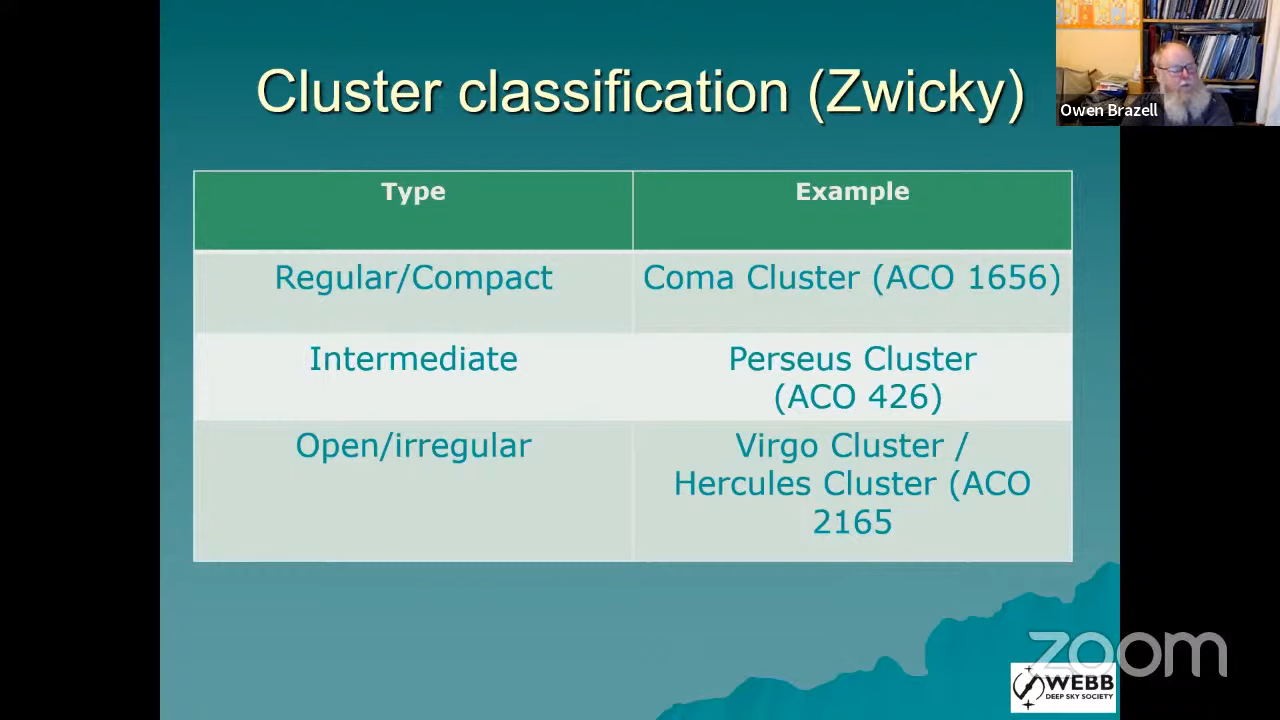 Cluster classification (Zwicky)
Owen Brazell
Type
Example
Regular/Compact
Coma Cluster (ACO 1656)
Intermediate
Perseus Cluster
(ACO 426)
Open/irregular
Virgo Cluster /
Hercules Cluster (ACO
2165
zoom
WEBB
DEEP SKY SOCIETY